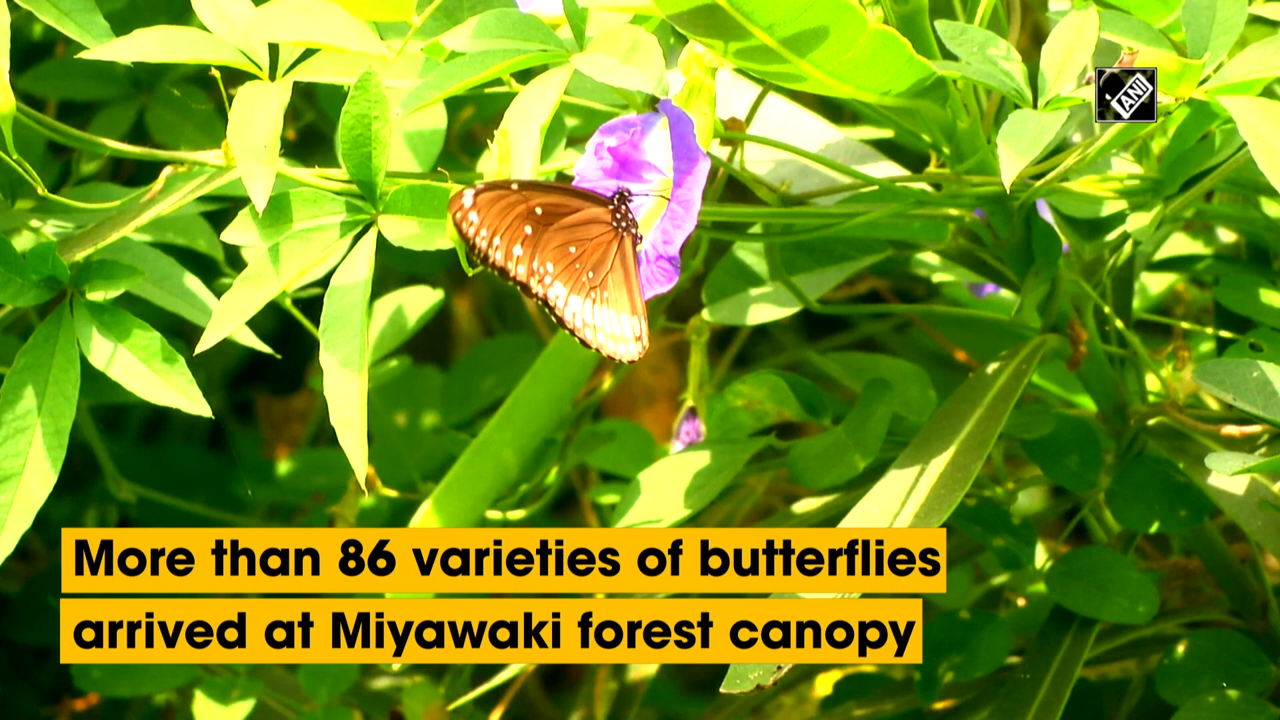 ANI
More than 86 varieties of butterflies
arrived at Miyawaki forest canopy